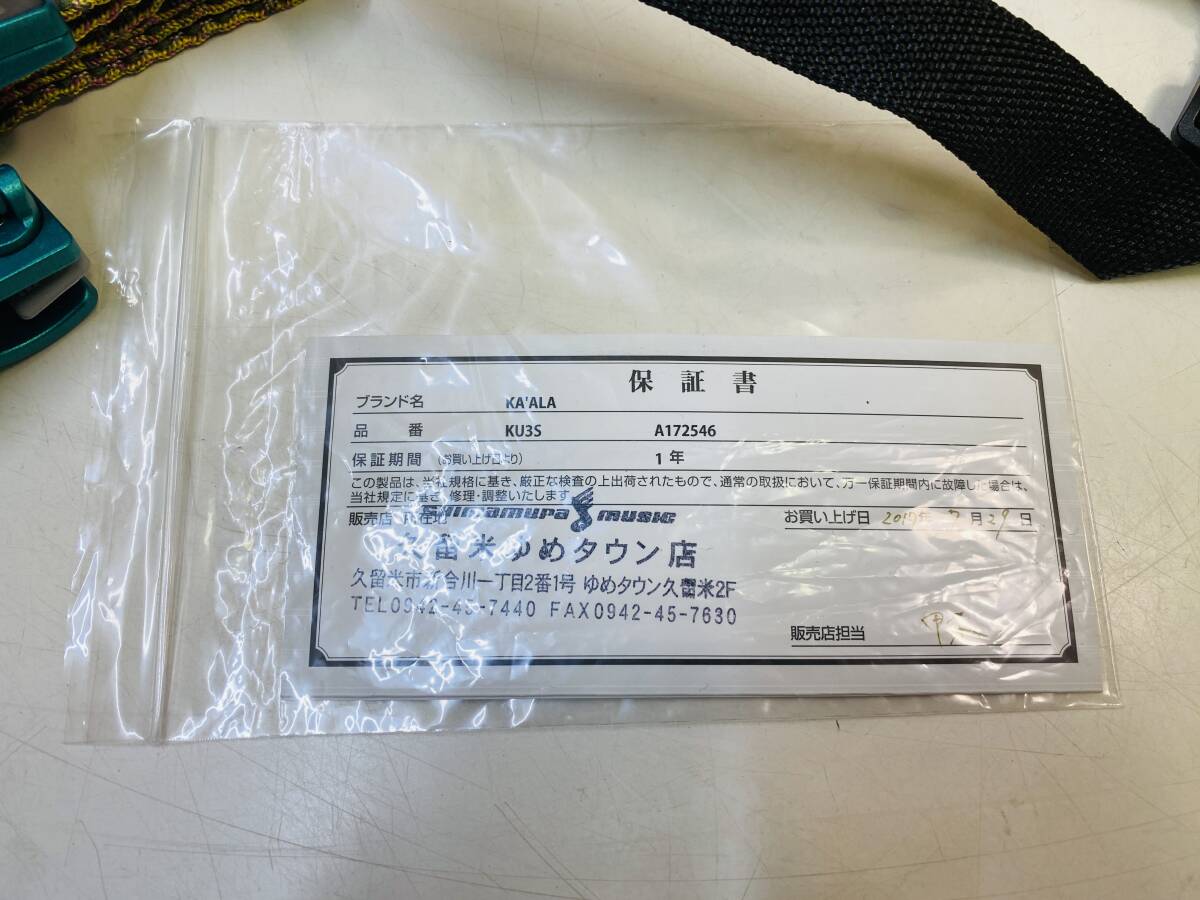 保証書
ブランド名 KA'ALA
品番 KU3S A172546
保証期間 (お買い上げ日より) 1年
この製品は、当社規格に基き、厳正な検査の上出荷されたもので、通常の取扱において、万一保証期間内に故障した場合は、
当社規定に基き、修理・調整いたします。
販売店 所在地 Shimamura music お買い上げ日 2017年7月29日
久留米ゆめタウン店
久留米市新合川一丁目2番1号 ゆめタウン久留米2F
TEL0942-45-7440 FAX0942-45-7630
販売店担当